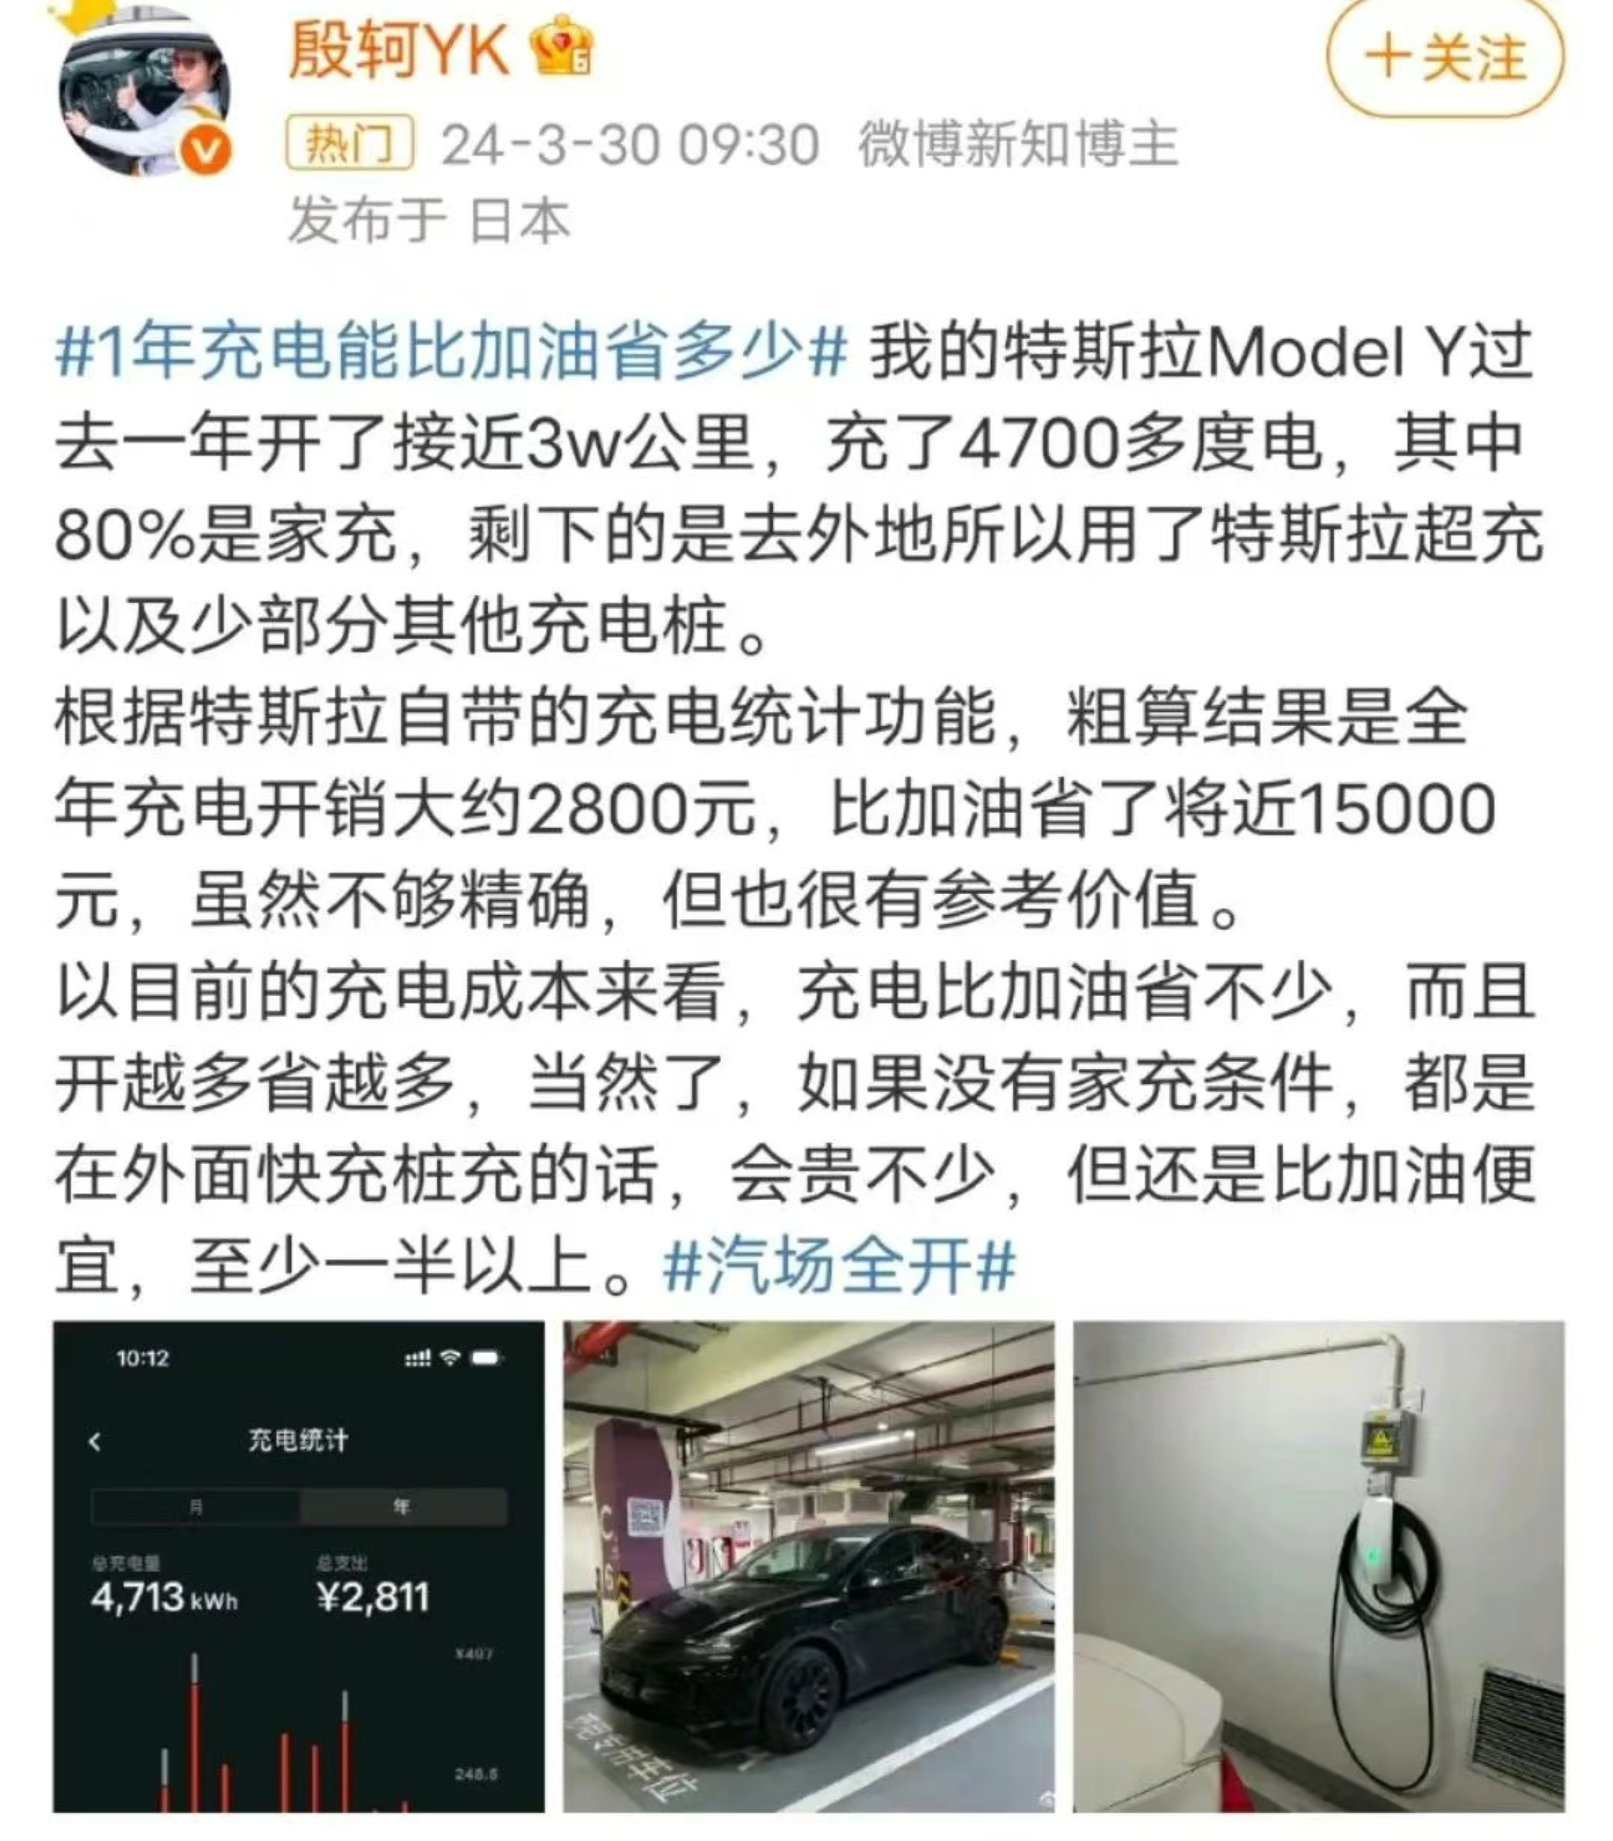 殷轲YK 6
+关注
热门 24-3-30 09:30 微博新知博主
发布于 日本
#1年充电能比加油省多少# 我的特斯拉Model Y过
去一年开了接近3w公里，充了4700多度电，其中
80%是家充，剩下的是去外地所以用了特斯拉超充
以及少部分其他充电桩。
根据特斯拉自带的充电统计功能，粗算结果是全
年充电开销大约2800元，比加油省了将近15000
元，虽然不够精确，但也很有参考价值。
以目前的充电成本来看，充电比加油省不少，而且
开越多省越多，当然了，如果没有家充条件，都是
在外面快充桩充的话，会贵不少，但还是比加油便
宜，至少一半以上。#汽场全开#
10:12
充电统计
月 年
总充电量 总支出
4,713 kWh ¥2,811
¥497
248.5
C
6
专用车位